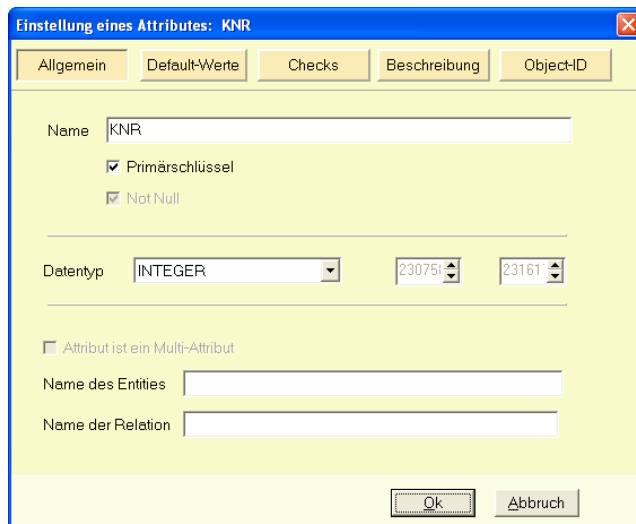 Einstellung eines Attributes: KNR
Allgemein Default-Werte Checks Beschreibung Object-ID
Name KNR
Primärschlüssel
Not Null
Datentyp INTEGER
Attribut ist ein Multi-Attribut
Name des Entities
Name der Relation
Ok Abbruch